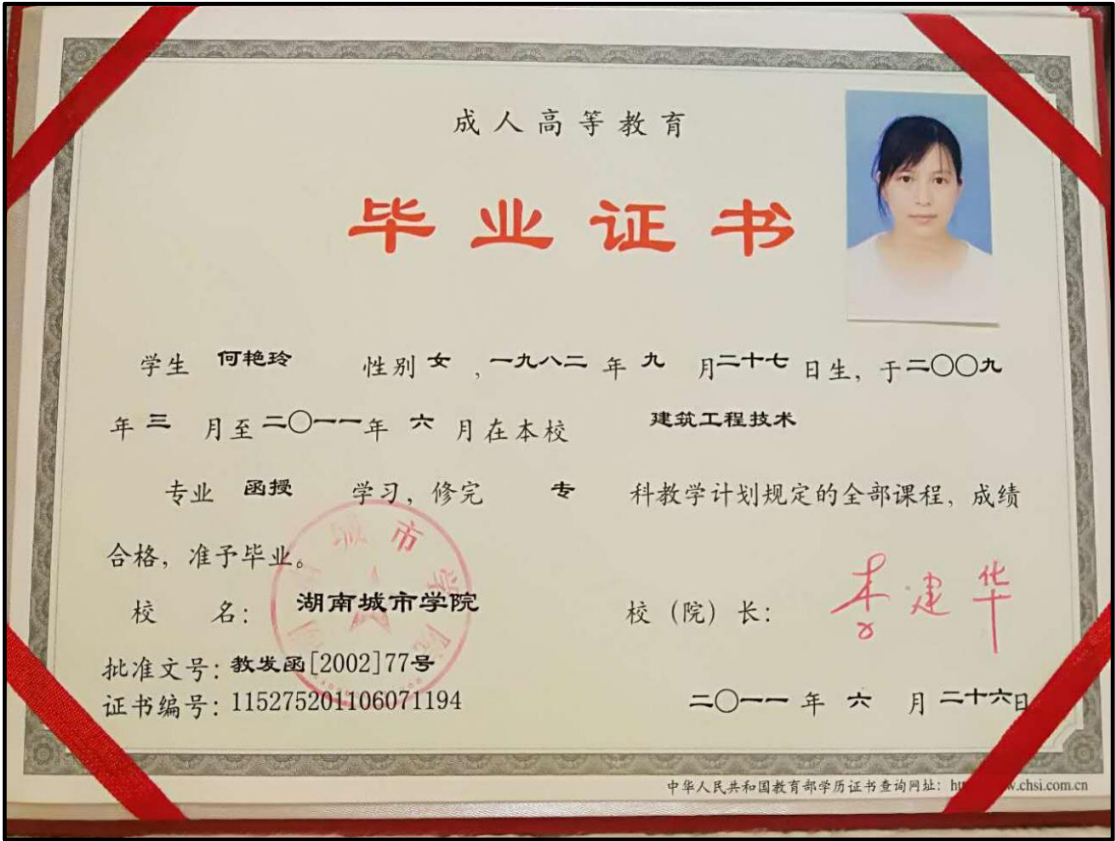 成人高等教育
毕业证书
学生 何艳玲 性别 女 , 一九八二 年 九 月 二十七 日生, 于 二〇〇九
年 三 月至 二〇一一 年 六 月在本校 建筑工程技术
专业 函授 学习, 修完 专 科教学计划规定的全部课程, 成绩
合格, 准予毕业。
校 名: 湖南城市学院
校 (院) 长: 李建华
批准文号: 教发函[2002]77号
证书编号: 115275201106071194
二〇一一 年 六 月 二十六日
中华人民共和国教育部学历证书查询网址: .chsi.com.cn